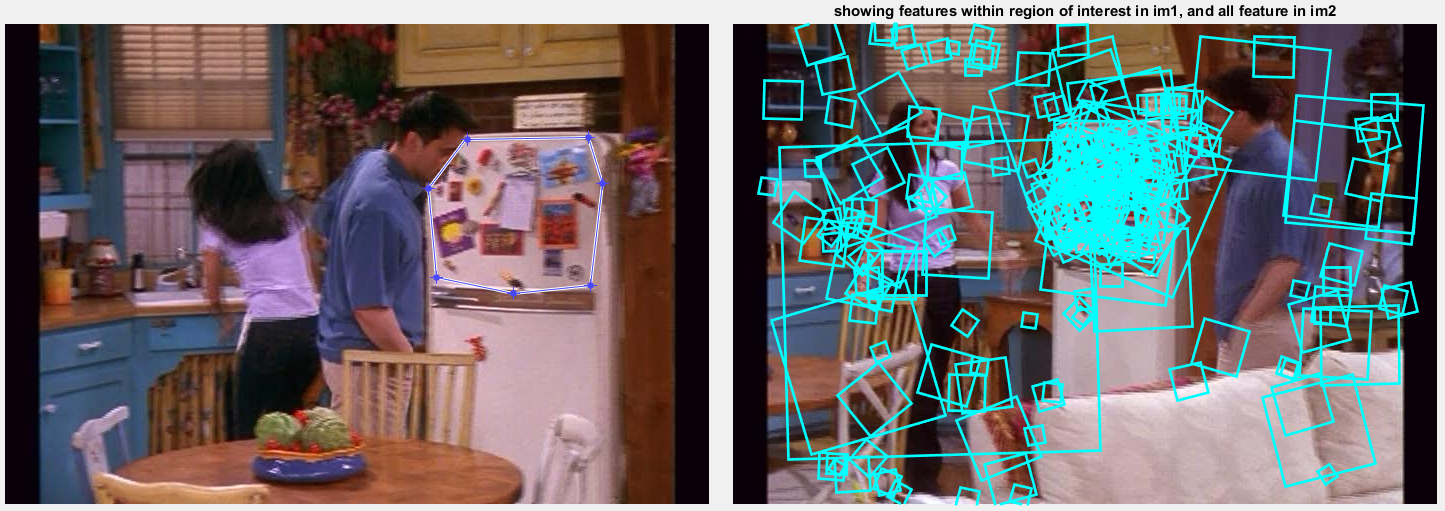 showing features within region of interest in im1, and all feature in im2